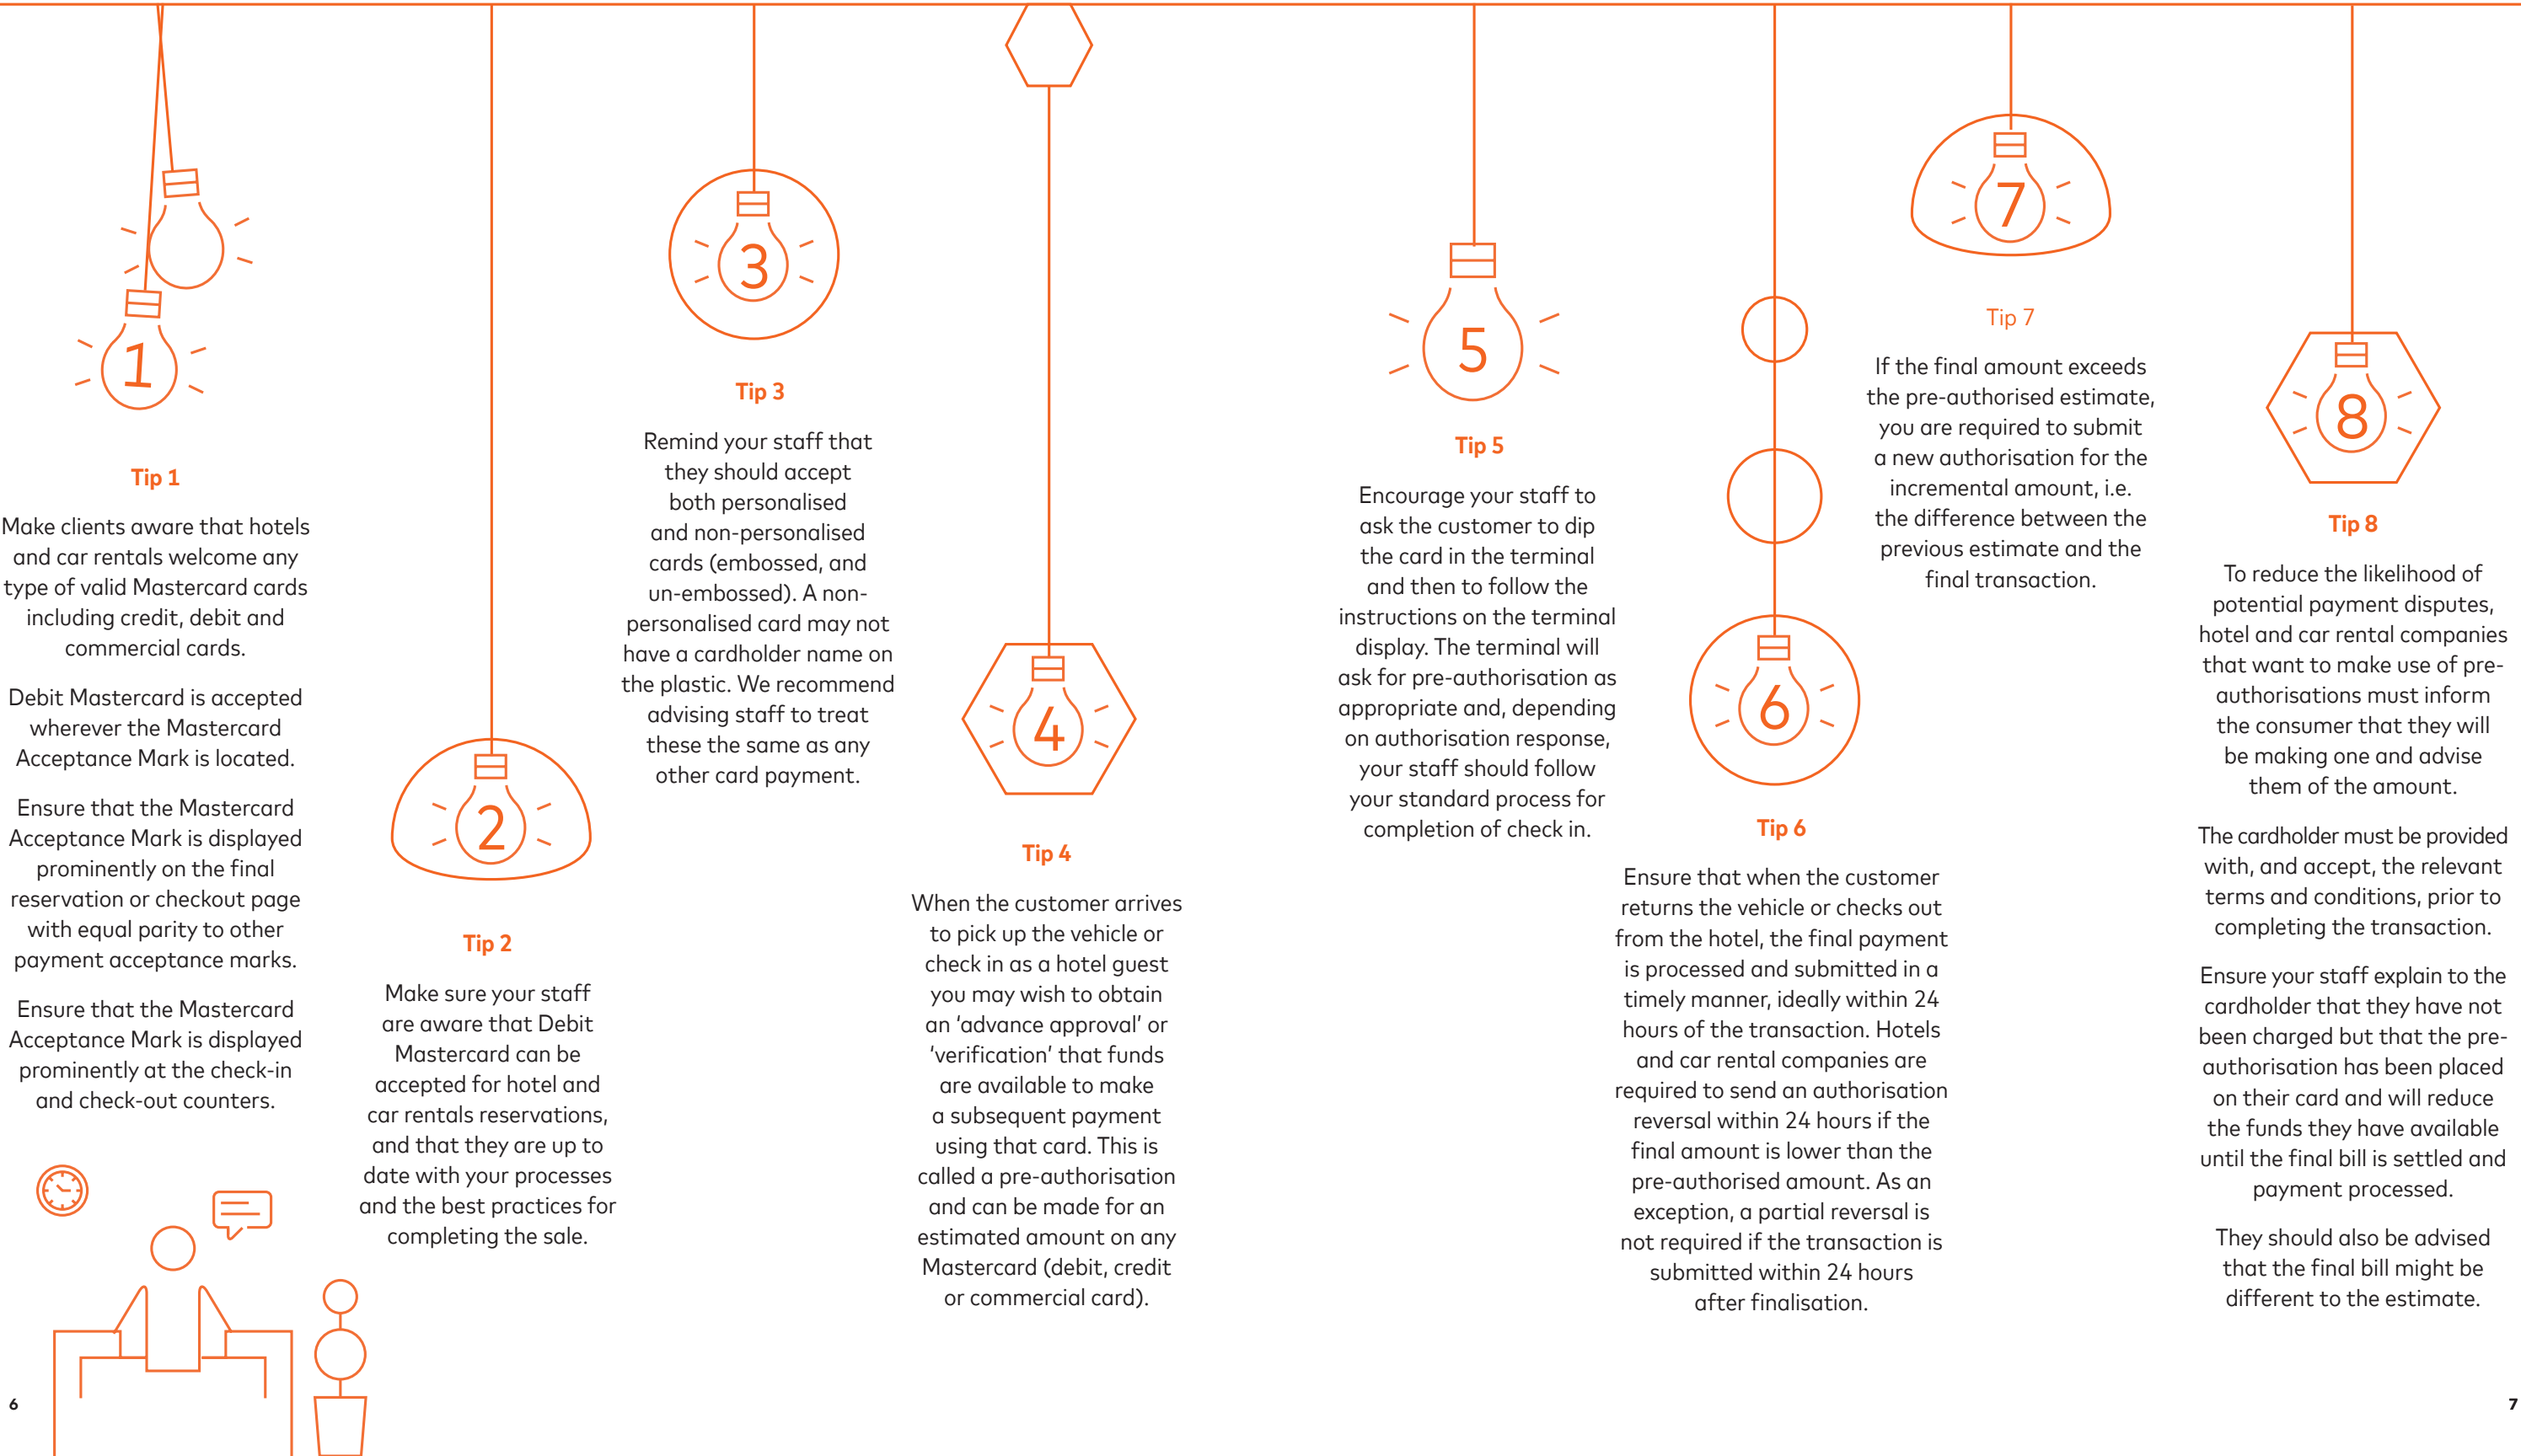 1
Tip 1
Make clients aware that hotels
and car rentals welcome any
type of valid Mastercard cards
including credit, debit and
commercial cards.
Debit Mastercard is accepted
wherever the Mastercard
Acceptance Mark is located.
Ensure that the Mastercard
Acceptance Mark is displayed
prominently on the final
reservation or checkout page
with equal parity to other
payment acceptance marks.
Ensure that the Mastercard
Acceptance Mark is displayed
prominently at the check-in
and check-out counters.
2
Tip 2
Make sure your staff
are aware that Debit
Mastercard can be
accepted for hotel and
car rentals reservations,
and that they are up to
date with your processes
and the best practices for
completing the sale.
3
Tip 3
Remind your staff that
they should accept
both personalised
and non-personalised
cards (embossed, and
un-embossed). A non-
personalised card may not
have a cardholder name on
the plastic. We recommend
advising staff to treat
these the same as any
other card payment.
4
Tip 4
When the customer arrives
to pick up the vehicle or
check in as a hotel guest
you may wish to obtain
an ‘advance approval’ or
‘verification’ that funds
are available to make
a subsequent payment
using that card. This is
called a pre-authorisation
and can be made for an
estimated amount on any
Mastercard (debit, credit
or commercial card).
5
Tip 5
Encourage your staff to
ask the customer to dip
the card in the terminal
and then to follow the
instructions on the terminal
display. The terminal will
ask for pre-authorisation as
appropriate and, depending
on authorisation response,
your staff should follow
your standard process for
completion of check in.
6
Tip 6
Ensure that when the customer
returns the vehicle or checks out
from the hotel, the final payment
is processed and submitted in a
timely manner, ideally within 24
hours of the transaction. Hotels
and car rental companies are
required to send an authorisation
reversal within 24 hours if the
final amount is lower than the
pre-authorised amount. As an
exception, a partial reversal is
not required if the transaction is
submitted within 24 hours
after finalisation.
7
Tip 7
If the final amount exceeds
the pre-authorised estimate,
you are required to submit
a new authorisation for the
incremental amount, i.e.
the difference between the
previous estimate and the
final transaction.
8
Tip 8
To reduce the likelihood of
potential payment disputes,
hotel and car rental companies
that want to make use of pre-
authorisations must inform
the consumer that they will
be making one and advise
them of the amount.
The cardholder must be provided
with, and accept, the relevant
terms and conditions, prior to
completing the transaction.
Ensure your staff explain to the
cardholder that they have not
been charged but that the pre-
authorisation has been placed
on their card and will reduce
the funds they have available
until the final bill is settled and
payment processed.
They should also be advised
that the final bill might be
different to the estimate.
6
7